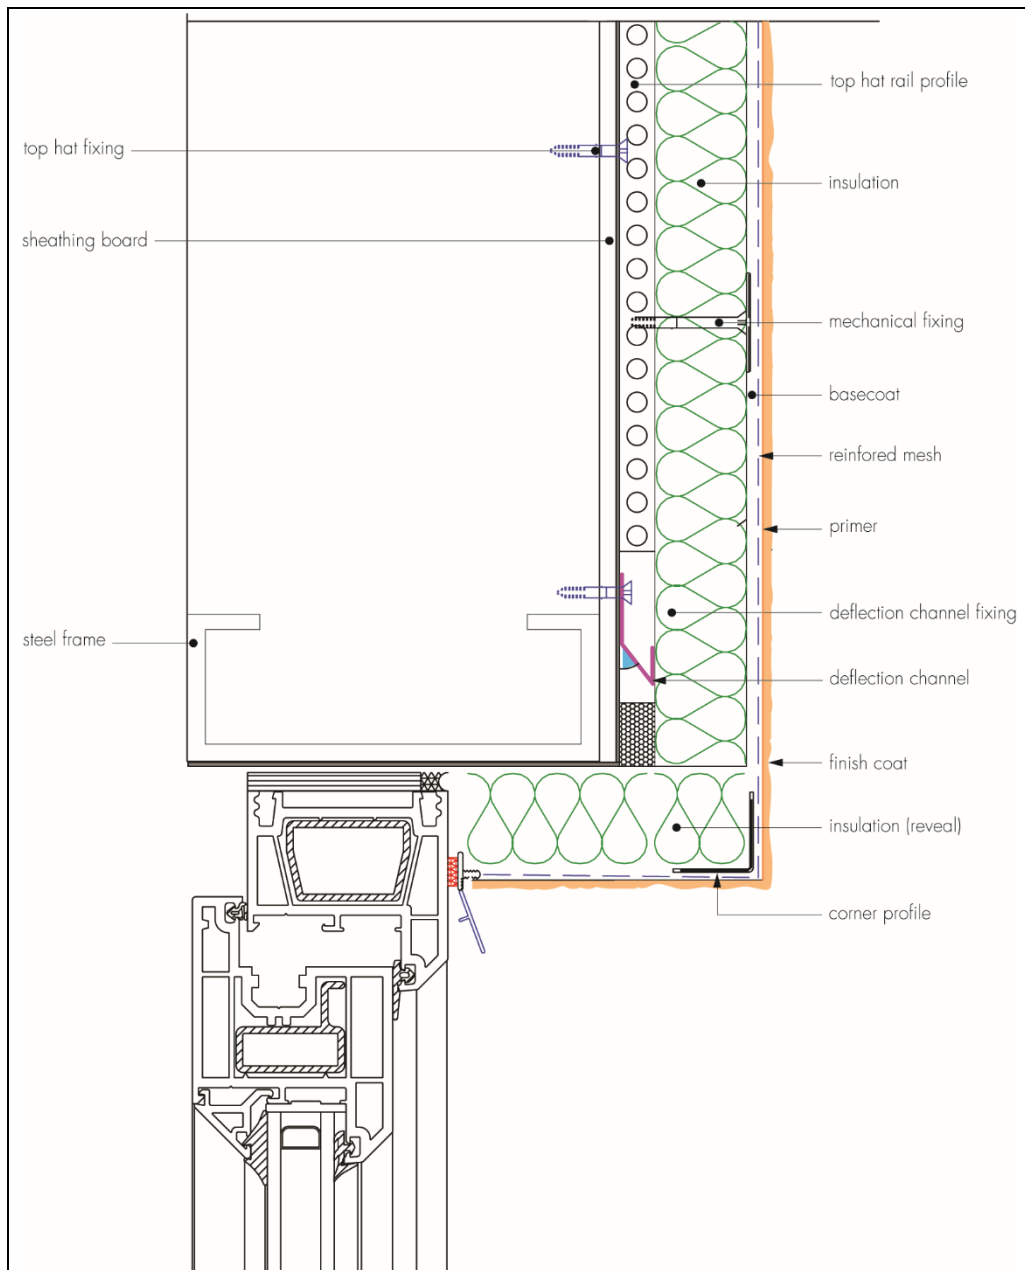 top hat fixing
sheathing board
steel frame
top hat rail profile
insulation
mechanical fixing
basecoat
reinfored mesh
primer
deflection channel fixing
deflection channel
finish coat
insulation (reveal)
corner profile